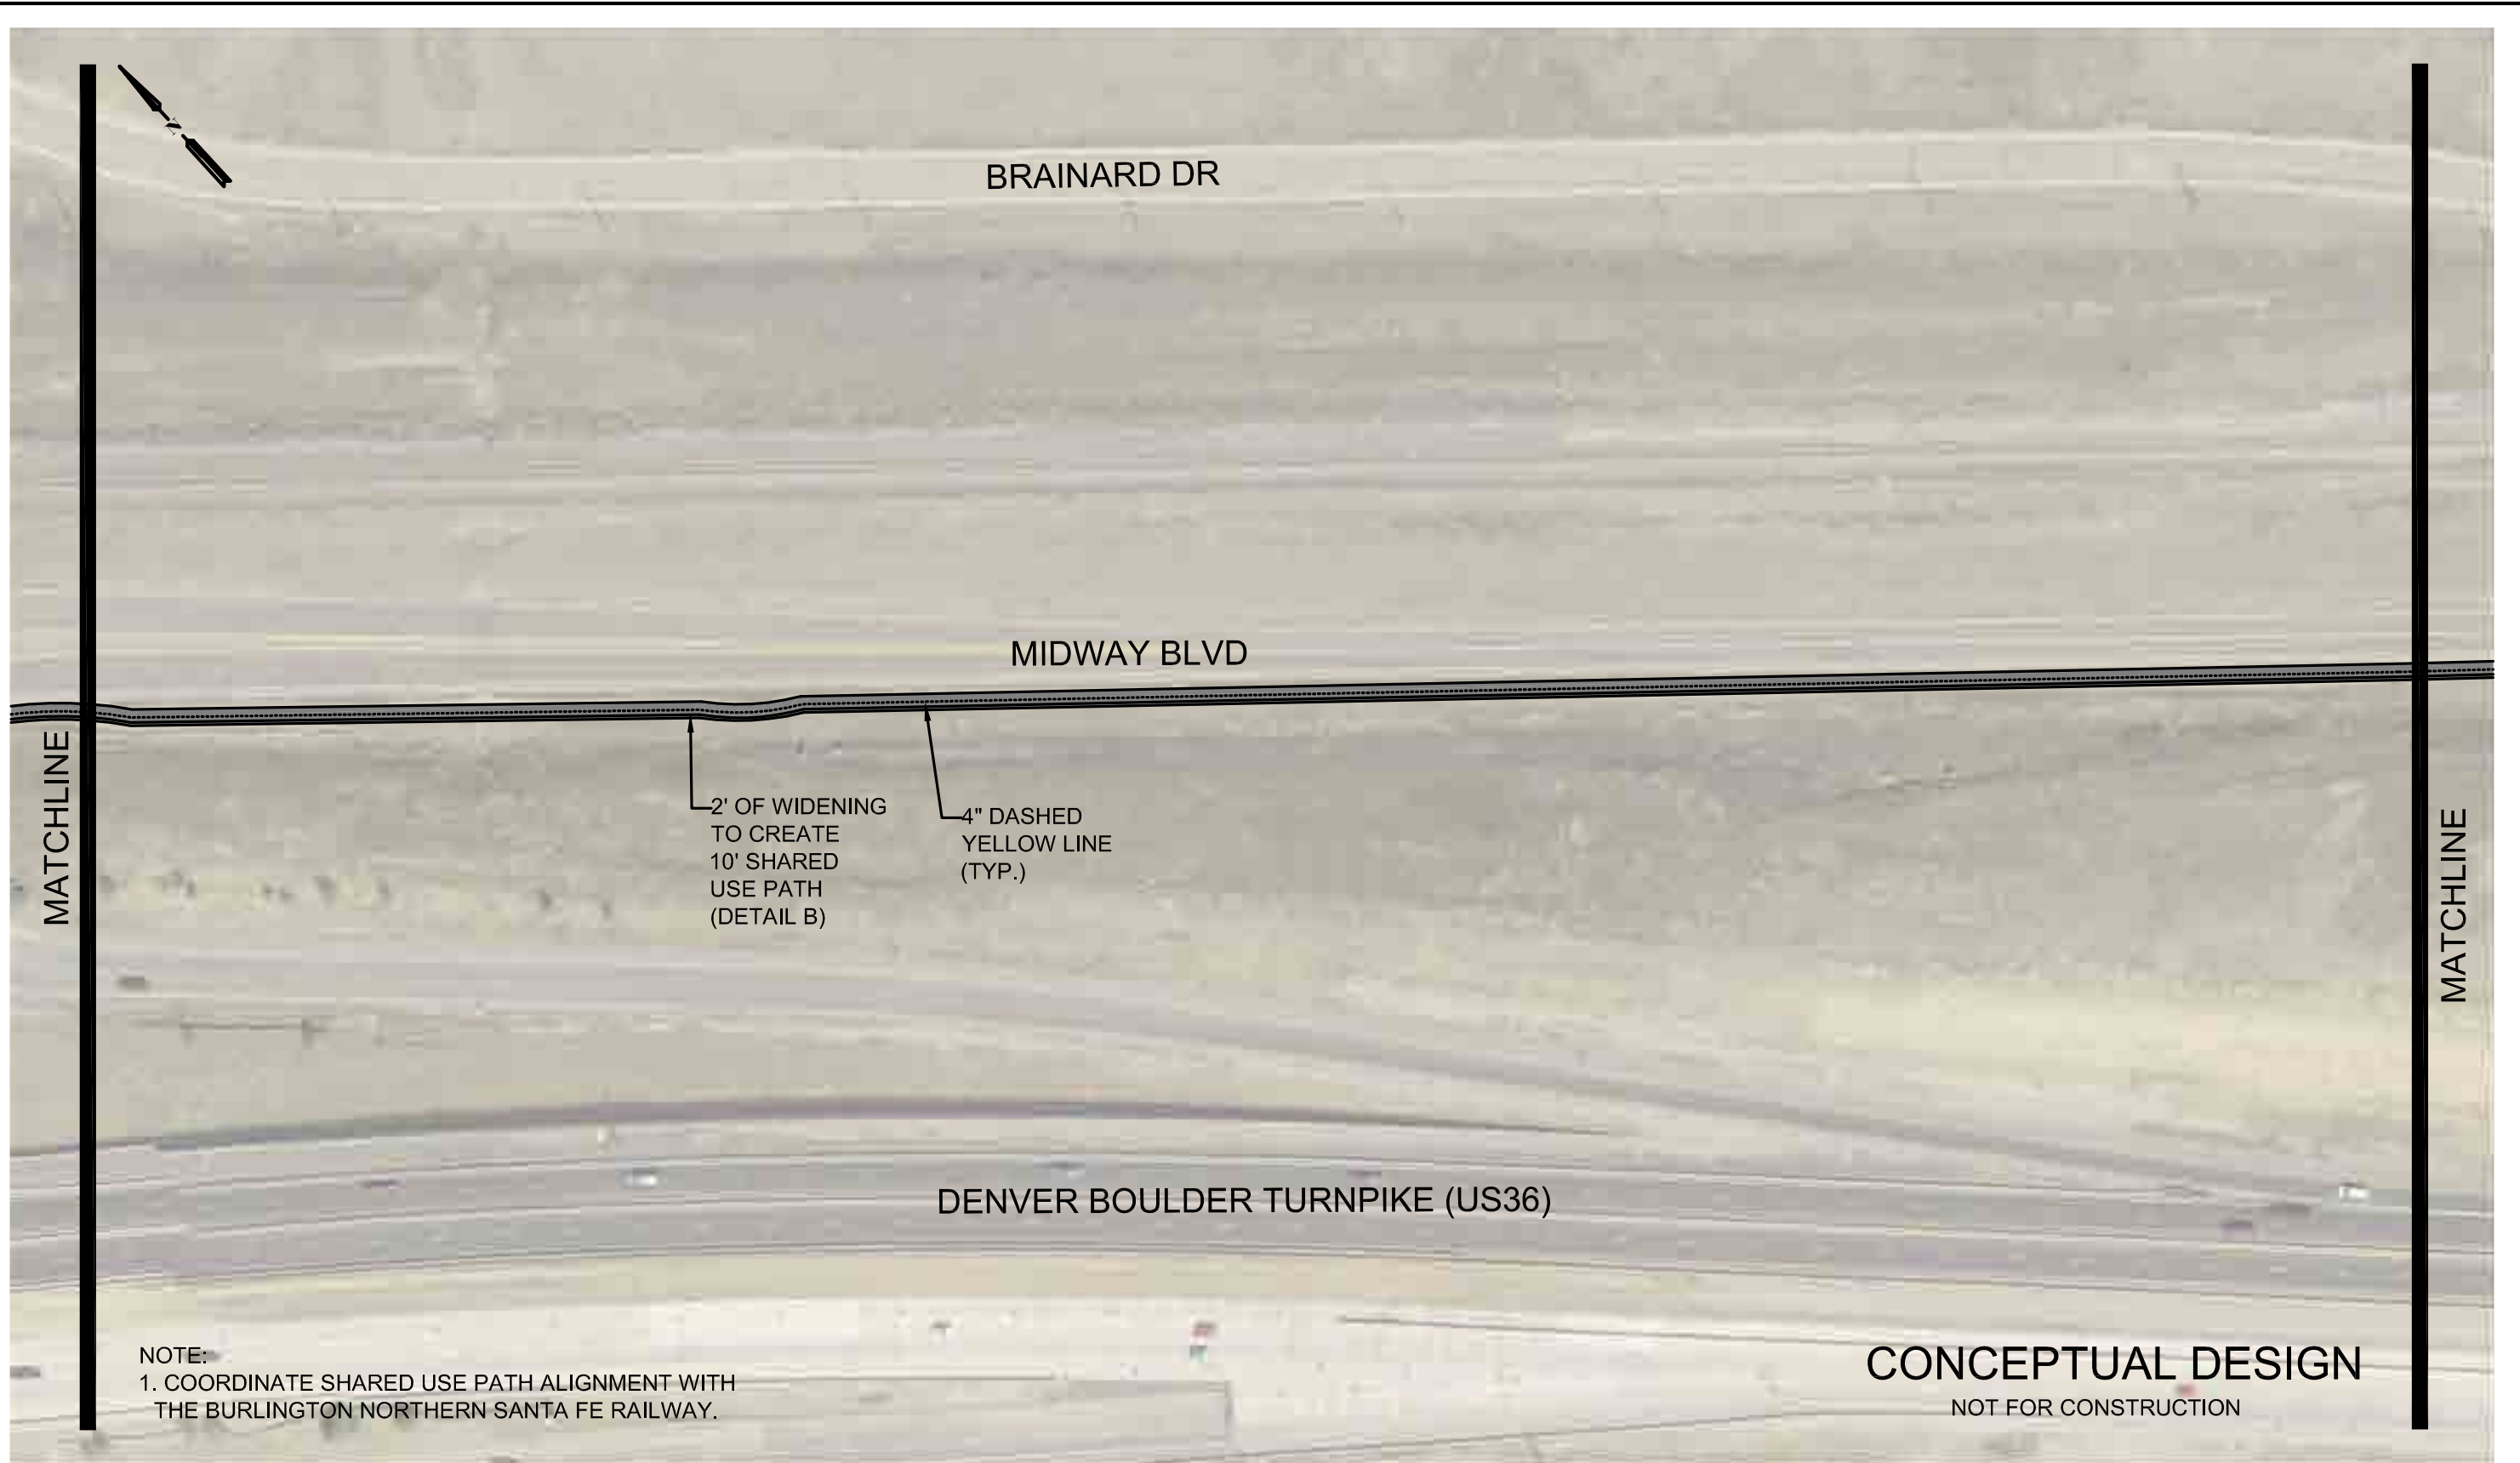 N
BRAINARD DR
MIDWAY BLVD
MATCHLINE
2' OF WIDENING
TO CREATE
10' SHARED
USE PATH
(DETAIL B)
4" DASHED
YELLOW LINE
(TYP.)
MATCHLINE
DENVER BOULDER TURNPIKE (US36)
NOTE:
1. COORDINATE SHARED USE PATH ALIGNMENT WITH
THE BURLINGTON NORTHERN SANTA FE RAILWAY.
CONCEPTUAL DESIGN
NOT FOR CONSTRUCTION